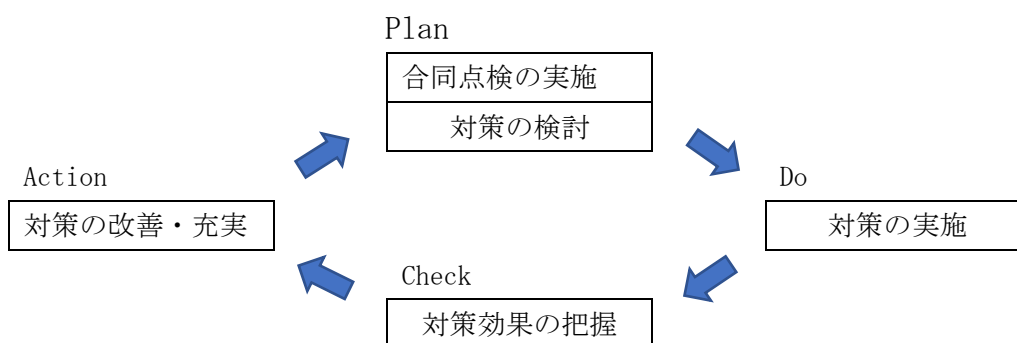 Plan
合同点検の実施
対策の検討
Action
対策の改善・充実
Do
対策の実施
Check
対策効果の把握